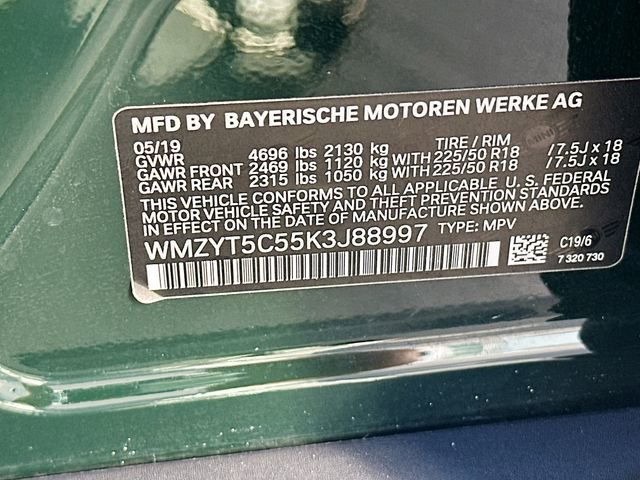 MFD BY BAYERISCHE MOTOREN WERKE AG
05/19 TIRE / RIM
GVWR 4696 lbs 2130 kg
GAWR FRONT 2469 lbs 1120 kg WITH 225/50 R18 /7.5J x 18
GAWR REAR 2315 lbs 1050 kg WITH 225/50 R18 /7.5J x 18
THIS VEHICLE CONFORMS TO ALL APPLICABLE U. S. FEDERAL
MOTOR VEHICLE SAFETY AND THEFT PREVENTION STANDARDS
IN EFFECT ON THE DATE OF MANUFACTURE SHOWN ABOVE.
WMZYT5C55K3J88997 TYPE: MPV
C19/6
7 320 730